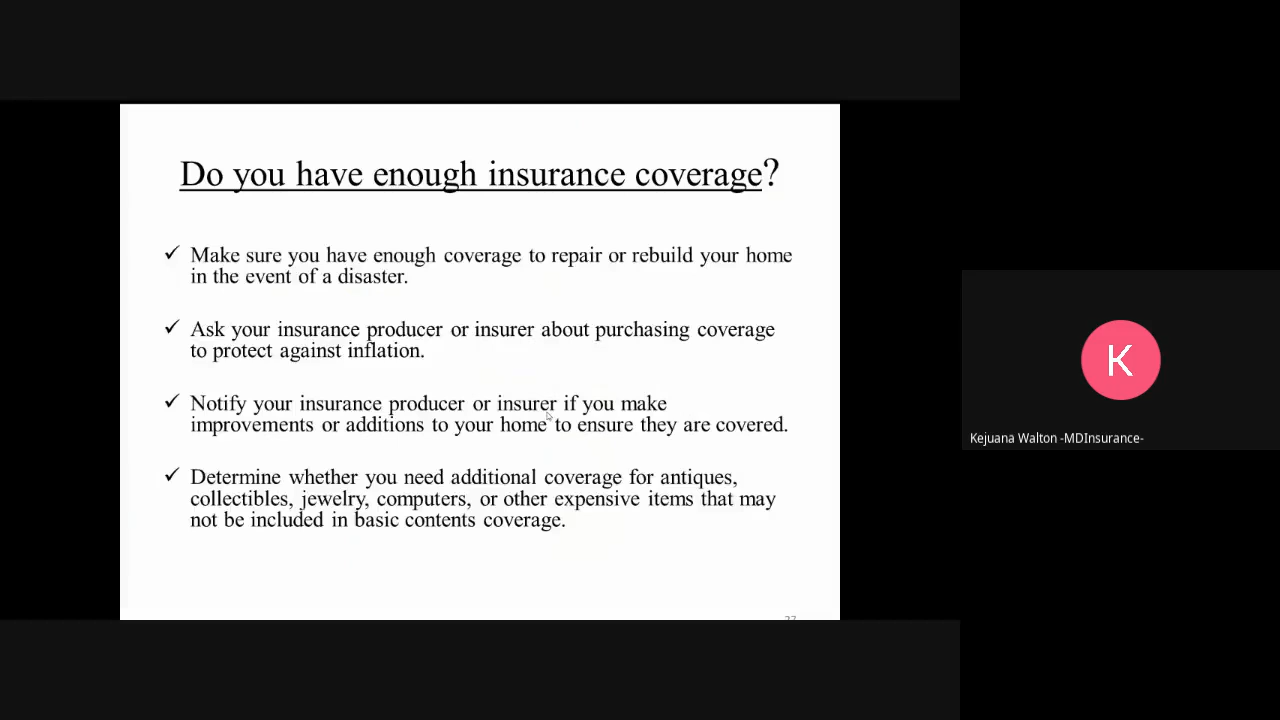 Do you have enough insurance coverage?
✓ Make sure you have enough coverage to repair or rebuild your home
in the event of a disaster.
✓ Ask your insurance producer or insurer about purchasing coverage
to protect against inflation.
✓ Notify your insurance producer or insurer if you make
improvements or additions to your home to ensure they are covered.
✓ Determine whether you need additional coverage for antiques,
collectibles, jewelry, computers, or other expensive items that may
not be included in basic contents coverage.
K
Kejuana Walton -MDInsurance-